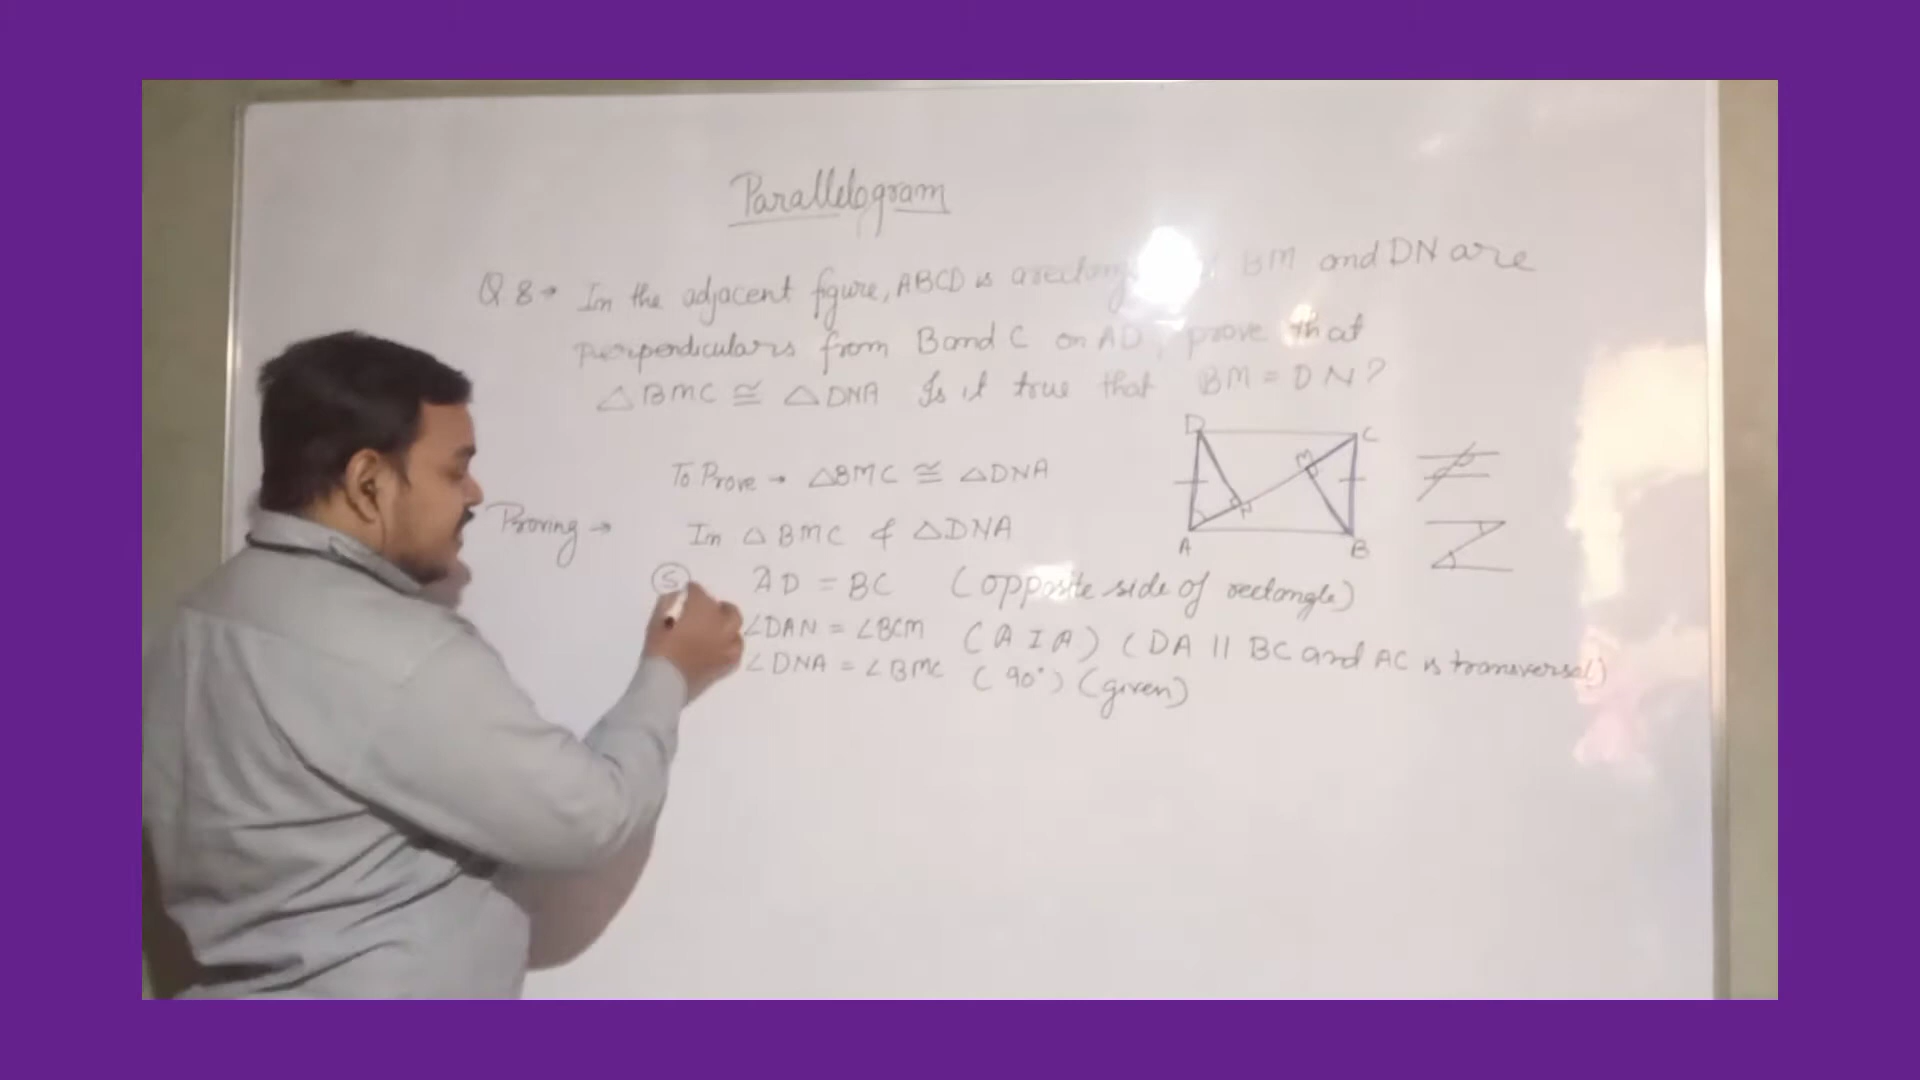 Parallelogram
Q 8→ In the adjacent figure, ABCD is a rectang BM and DN are
perpendiculars from B and C on AD, prove that
△BMC ≅ △DNA Is it true that BM = DN?
D C
M
N
A B
To Prove → △BMC ≅ △DNA
Proving → In △BMC & △DNA
S AD = BC (opposite side of rectangle)
∠DAN = ∠BCM (A I A) (DA || BC and AC is transversal)
∠DNA = ∠BMC (90°) (given)